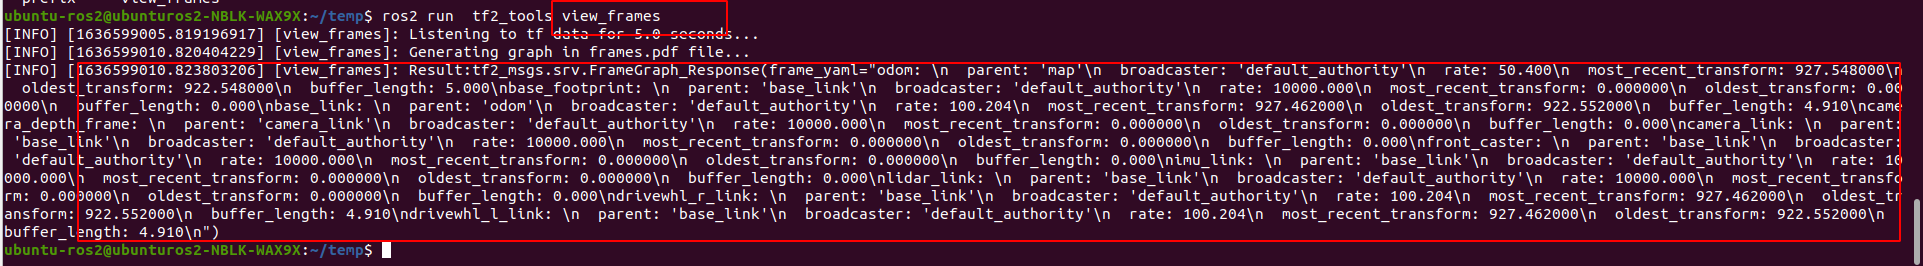 prefix      view_frames
ubuntu-ros2@ubunturos2-NBLK-WAX9X:~/temp$ ros2 run  tf2_tools view_frames
[INFO] [1636599005.819196917] [view_frames]: Listening to tf data for 5.0 seconds...
[INFO] [1636599010.820404229] [view_frames]: Generating graph in frames.pdf file...
[INFO] [1636599010.823803206] [view_frames]: Result:tf2_msgs.srv.FrameGraph_Response(frame_yaml="odom: \n  parent: 'map'\n  broadcaster: 'default_authority'\n  rate: 50.400\n  most_recent_transform: 927.548000\n
  oldest_transform: 922.548000\n  buffer_length: 5.000\nbase_footprint: \n  parent: 'base_link'\n  broadcaster: 'default_authority'\n  rate: 10000.000\n  most_recent_transform: 0.000000\n  oldest_transform: 0.00
0000\n  buffer_length: 0.000\nbase_link: \n  parent: 'odom'\n  broadcaster: 'default_authority'\n  rate: 100.204\n  most_recent_transform: 927.462000\n  oldest_transform: 922.552000\n  buffer_length: 4.910\ncame
ra_depth_frame: \n  parent: 'camera_link'\n  broadcaster: 'default_authority'\n  rate: 10000.000\n  most_recent_transform: 0.000000\n  oldest_transform: 0.000000\n  buffer_length: 0.000\ncamera_link: \n  parent:
 'base_link'\n  broadcaster: 'default_authority'\n  rate: 10000.000\n  most_recent_transform: 0.000000\n  oldest_transform: 0.000000\n  buffer_length: 0.000\nfront_caster: \n  parent: 'base_link'\n  broadcaster:
 'default_authority'\n  rate: 10000.000\n  most_recent_transform: 0.000000\n  oldest_transform: 0.000000\n  buffer_length: 0.000\nimu_link: \n  parent: 'base_link'\n  broadcaster: 'default_authority'\n  rate: 10
000.000\n  most_recent_transform: 0.000000\n  oldest_transform: 0.000000\n  buffer_length: 0.000\nlidar_link: \n  parent: 'base_link'\n  broadcaster: 'default_authority'\n  rate: 10000.000\n  most_recent_transfo
rm: 0.000000\n  oldest_transform: 0.000000\n  buffer_length: 0.000\ndrivewhl_r_link: \n  parent: 'base_link'\n  broadcaster: 'default_authority'\n  rate: 100.204\n  most_recent_transform: 927.462000\n  oldest_tr
ansform: 922.552000\n  buffer_length: 4.910\ndrivewhl_l_link: \n  parent: 'base_link'\n  broadcaster: 'default_authority'\n  rate: 100.204\n  most_recent_transform: 927.462000\n  oldest_transform: 922.552000\n
buffer_length: 4.910\n")
ubuntu-ros2@ubunturos2-NBLK-WAX9X:~/temp$